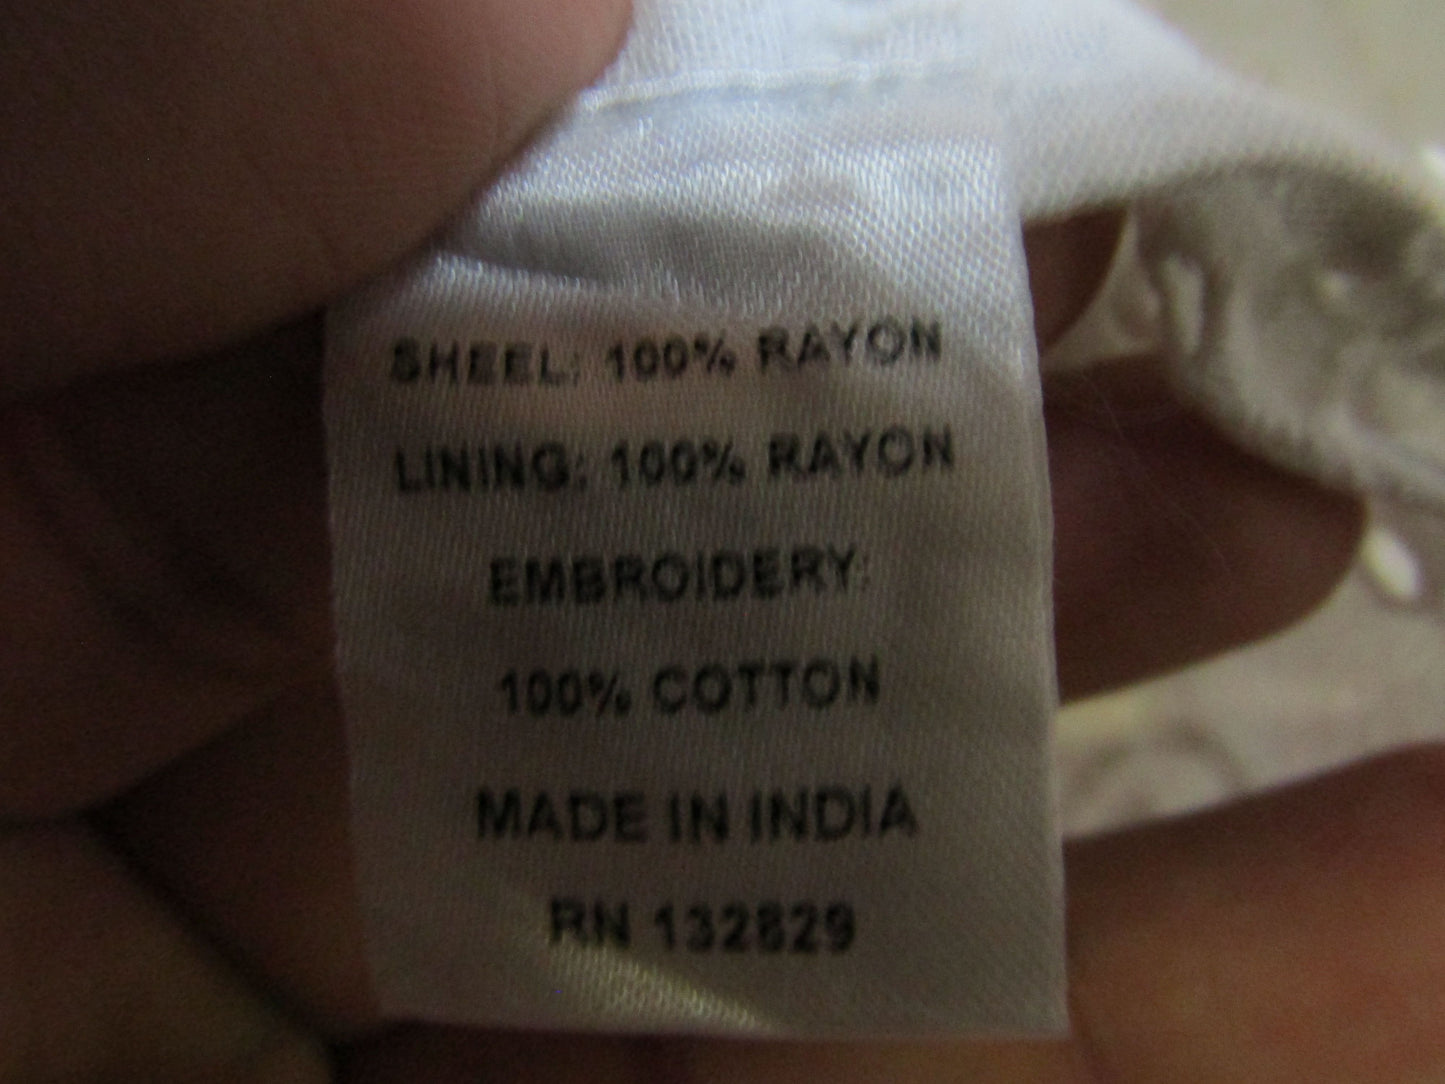 SHEEL: 100% RAYON
LINING: 100% RAYON
EMBROIDERY:
100% COTTON
MADE IN INDIA
RN 132829